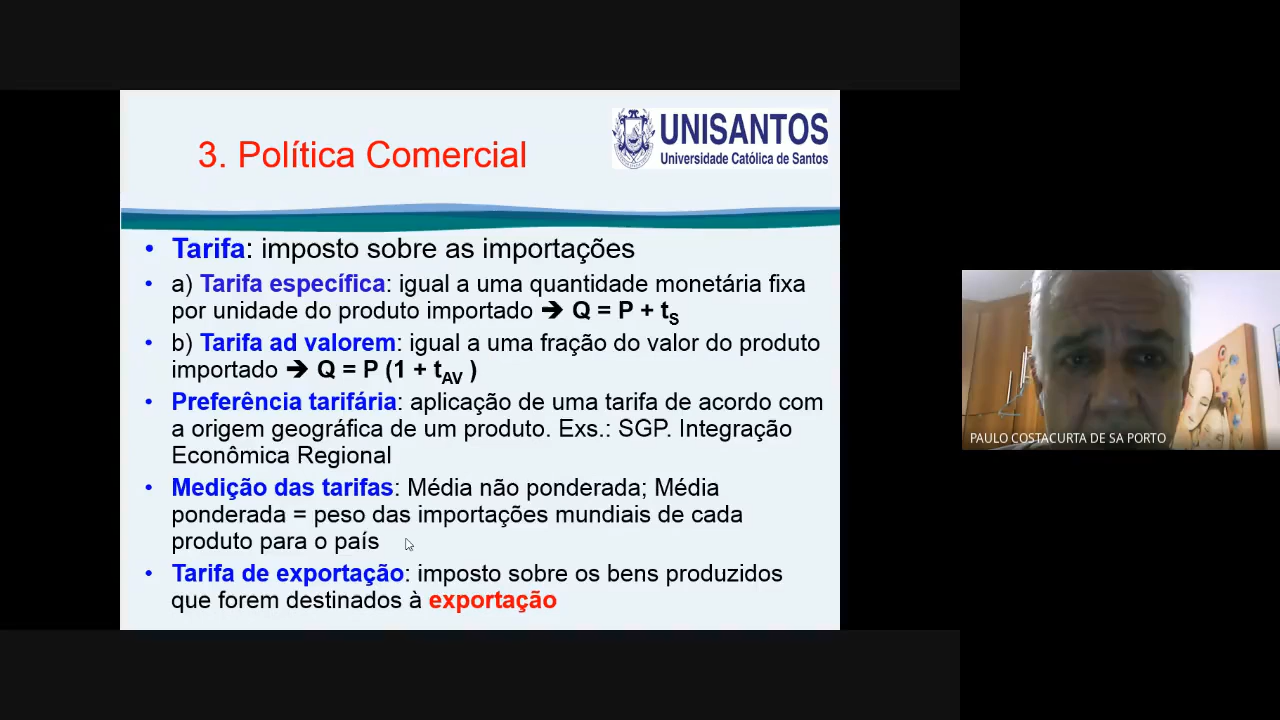 3. Política Comercial
UNISANTOS
Universidade Católica de Santos
• Tarifa: imposto sobre as importações
• a) Tarifa específica: igual a uma quantidade monetária fixa
por unidade do produto importado ➔ Q = P + tS
• b) Tarifa ad valorem: igual a uma fração do valor do produto
importado ➔ Q = P (1 + tAV )
• Preferência tarifária: aplicação de uma tarifa de acordo com
a origem geográfica de um produto. Exs.: SGP. Integração
Econômica Regional
• Medição das tarifas: Média não ponderada; Média
ponderada = peso das importações mundiais de cada
produto para o país
• Tarifa de exportação: imposto sobre os bens produzidos
que forem destinados à exportação
PAULO COSTACURTA DE SA PORTO